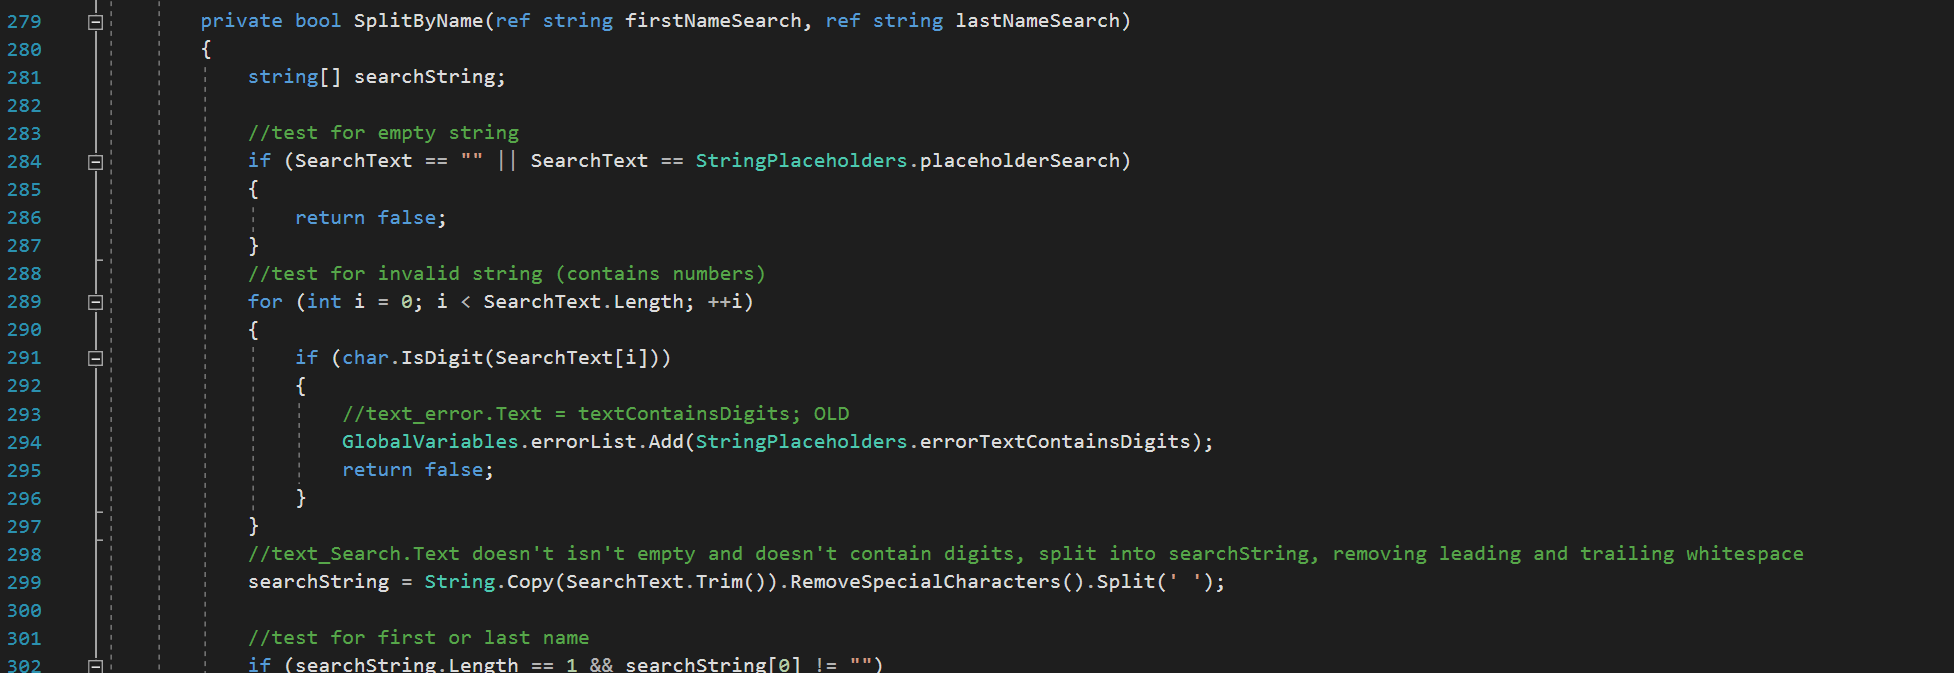 279 private bool SplitByName(ref string firstNameSearch, ref string lastNameSearch)
280 {
281 string[] searchString;
282
283 //test for empty string
284 if (SearchText == "" || SearchText == StringPlaceholders.placeholderSearch)
285 {
286 return false;
287 }
288 //test for invalid string (contains numbers)
289 for (int i = 0; i < SearchText.Length; ++i)
290 {
291 if (char.IsDigit(SearchText[i]))
292 {
293 //text_error.Text = textContainsDigits; OLD
294 GlobalVariables.errorList.Add(StringPlaceholders.errorTextContainsDigits);
295 return false;
296 }
297 }
298 //text_Search.Text doesn't isn't empty and doesn't contain digits, split into searchString, removing leading and trailing whitespace
299 searchString = String.Copy(SearchText.Trim()).RemoveSpecialCharacters().Split(' ');
300
301 //test for first or last name
302 if (searchString.Length == 1 && searchString[0] != "")